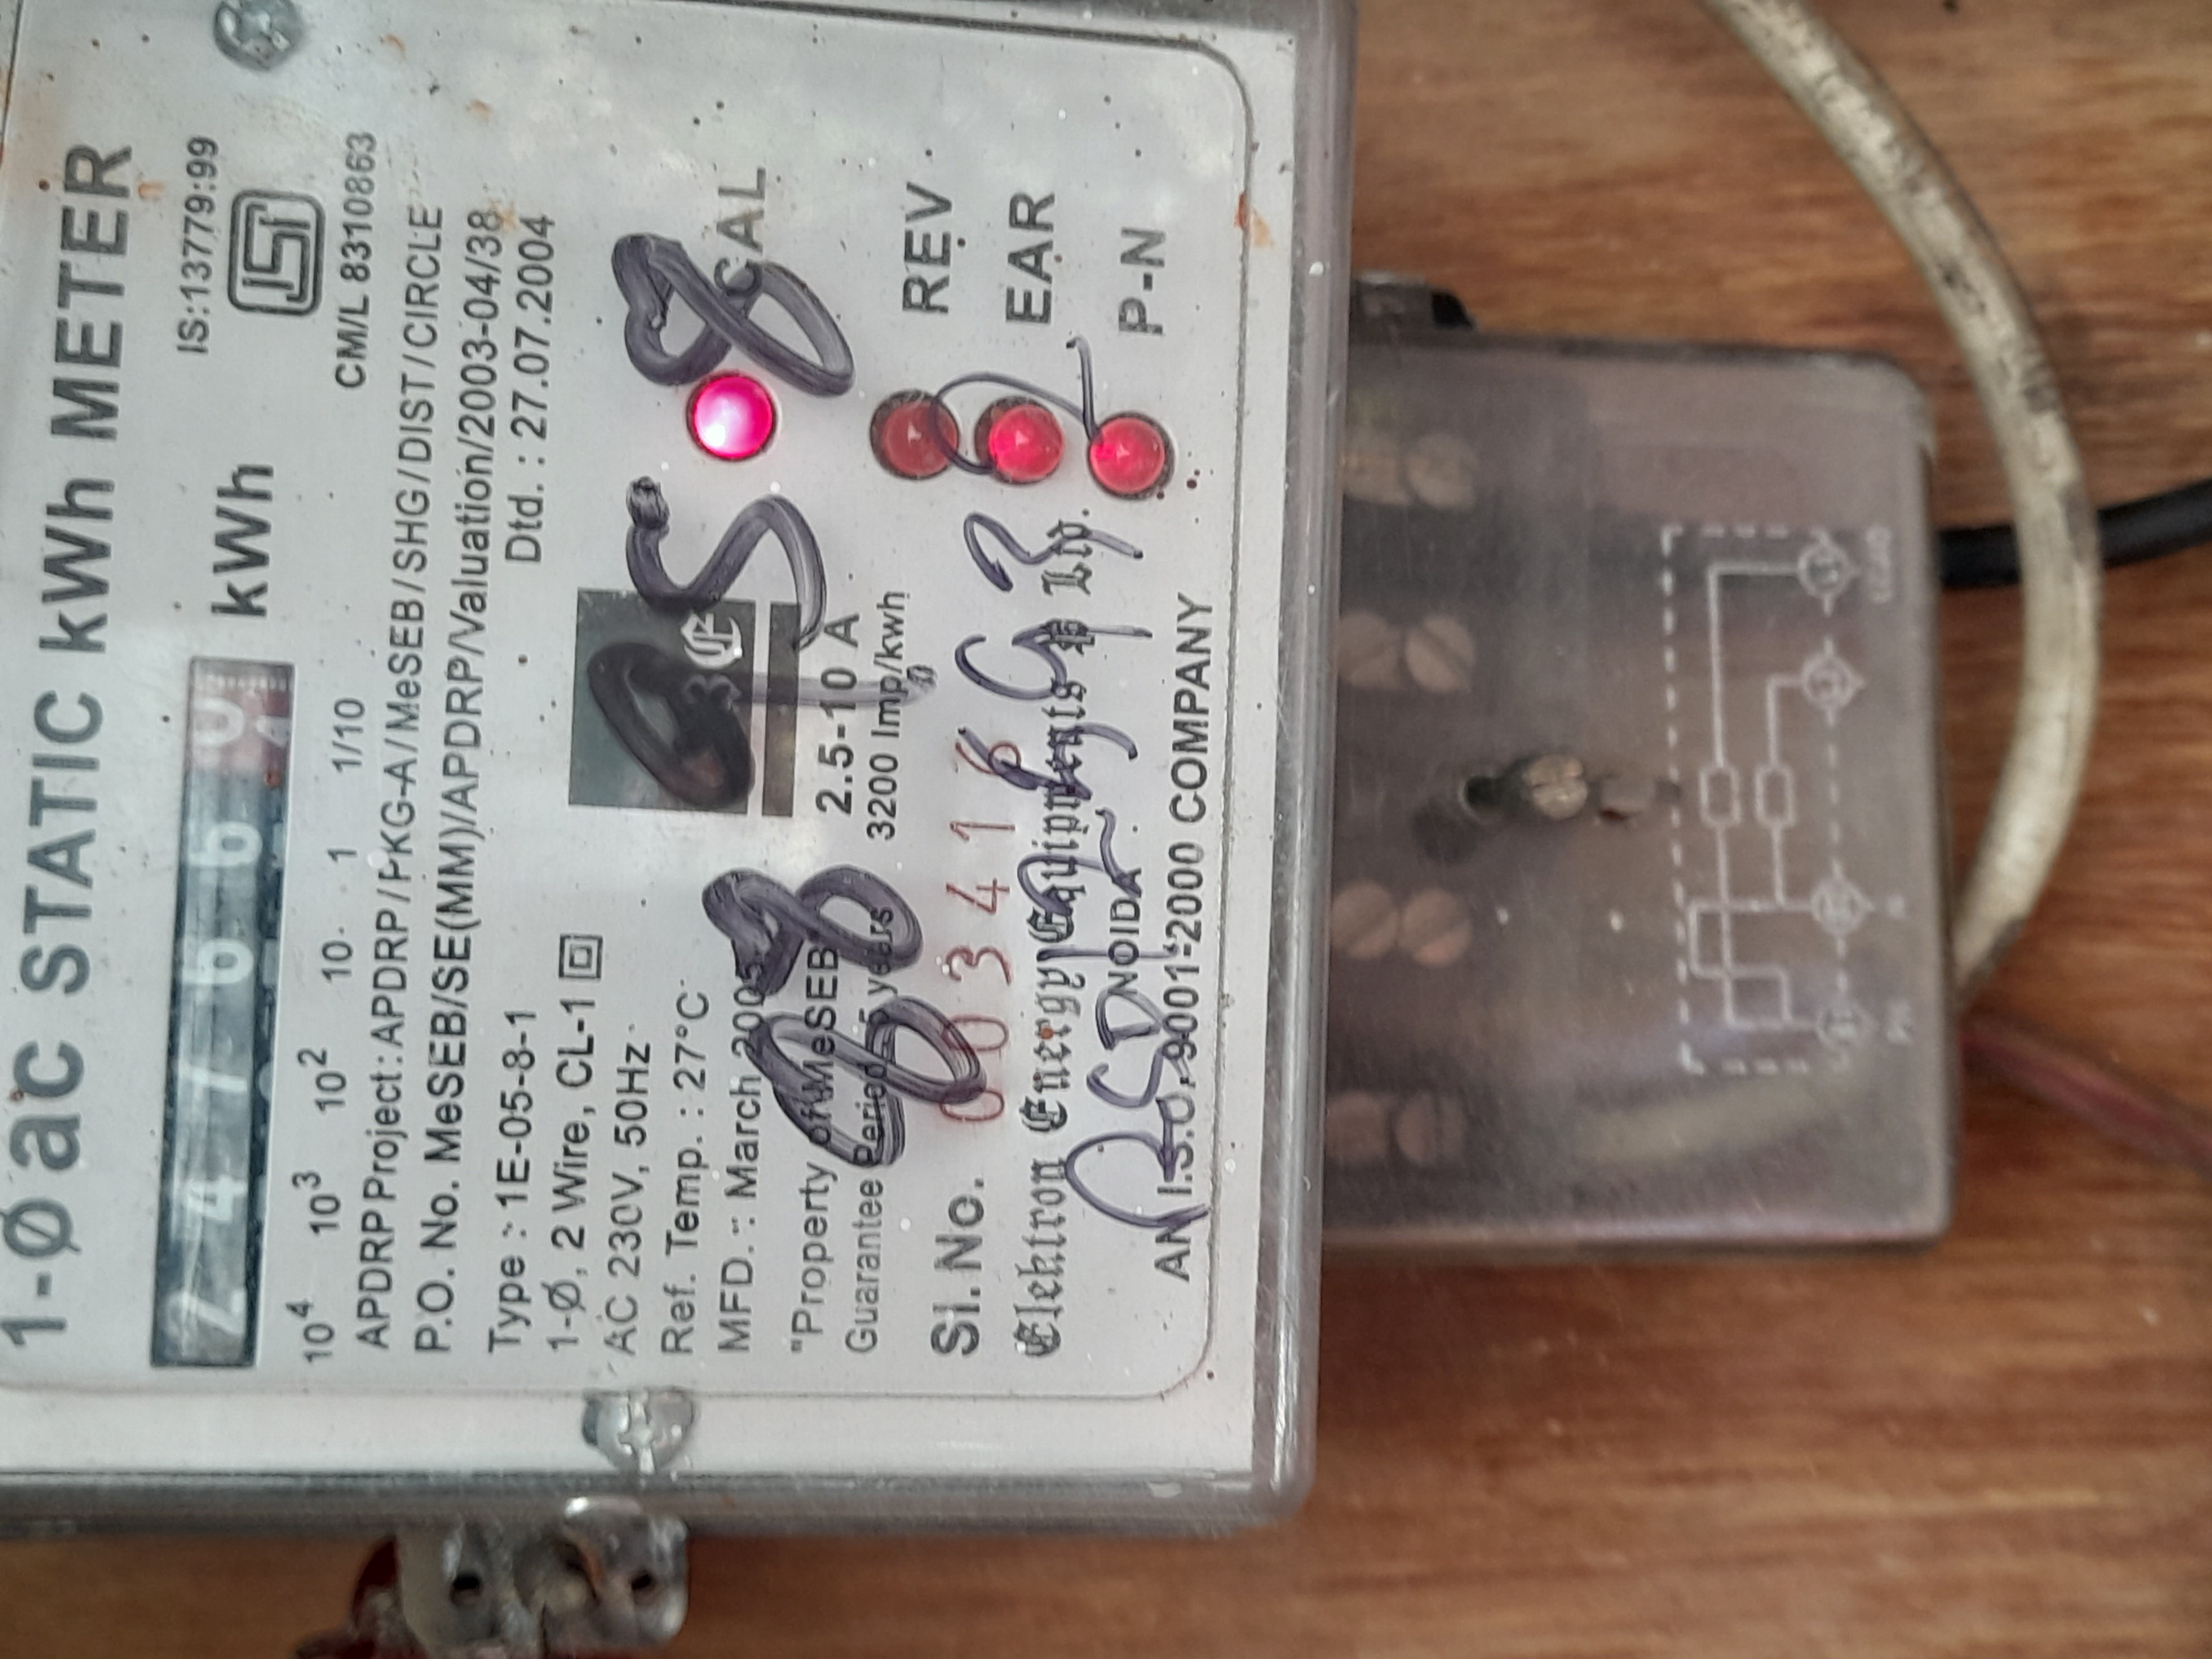 1-Ø ac STATIC kWh METER
IS:13779:99
kWh
10⁴ 10³ 10² 10 1 1/10
CM/L 8310863
APDRP Project: APDRP/PKG-A/MeSEB/SHG/DIST/CIRCLE
P.O. No. MeSEB/SE(MM)/APDRP/Valuation/2003-04/38
Dtd. : 27.07.2004
Type : 1E-05-8-1
1-Ø, 2 Wire, CL-1
AC 230V, 50Hz
Ref. Temp. : 27°C
MFD. : March 2005
CAL
2.5-10 A
"Property of MeSEB
3200 Imp/kwh
Guarantee Period 5 years
REV
Sl.No. 003416
EAR
Elektron Energy Equipments P Ltd.
P-N
NOIDA
AN I.S.O. 9001-2000 COMPANY